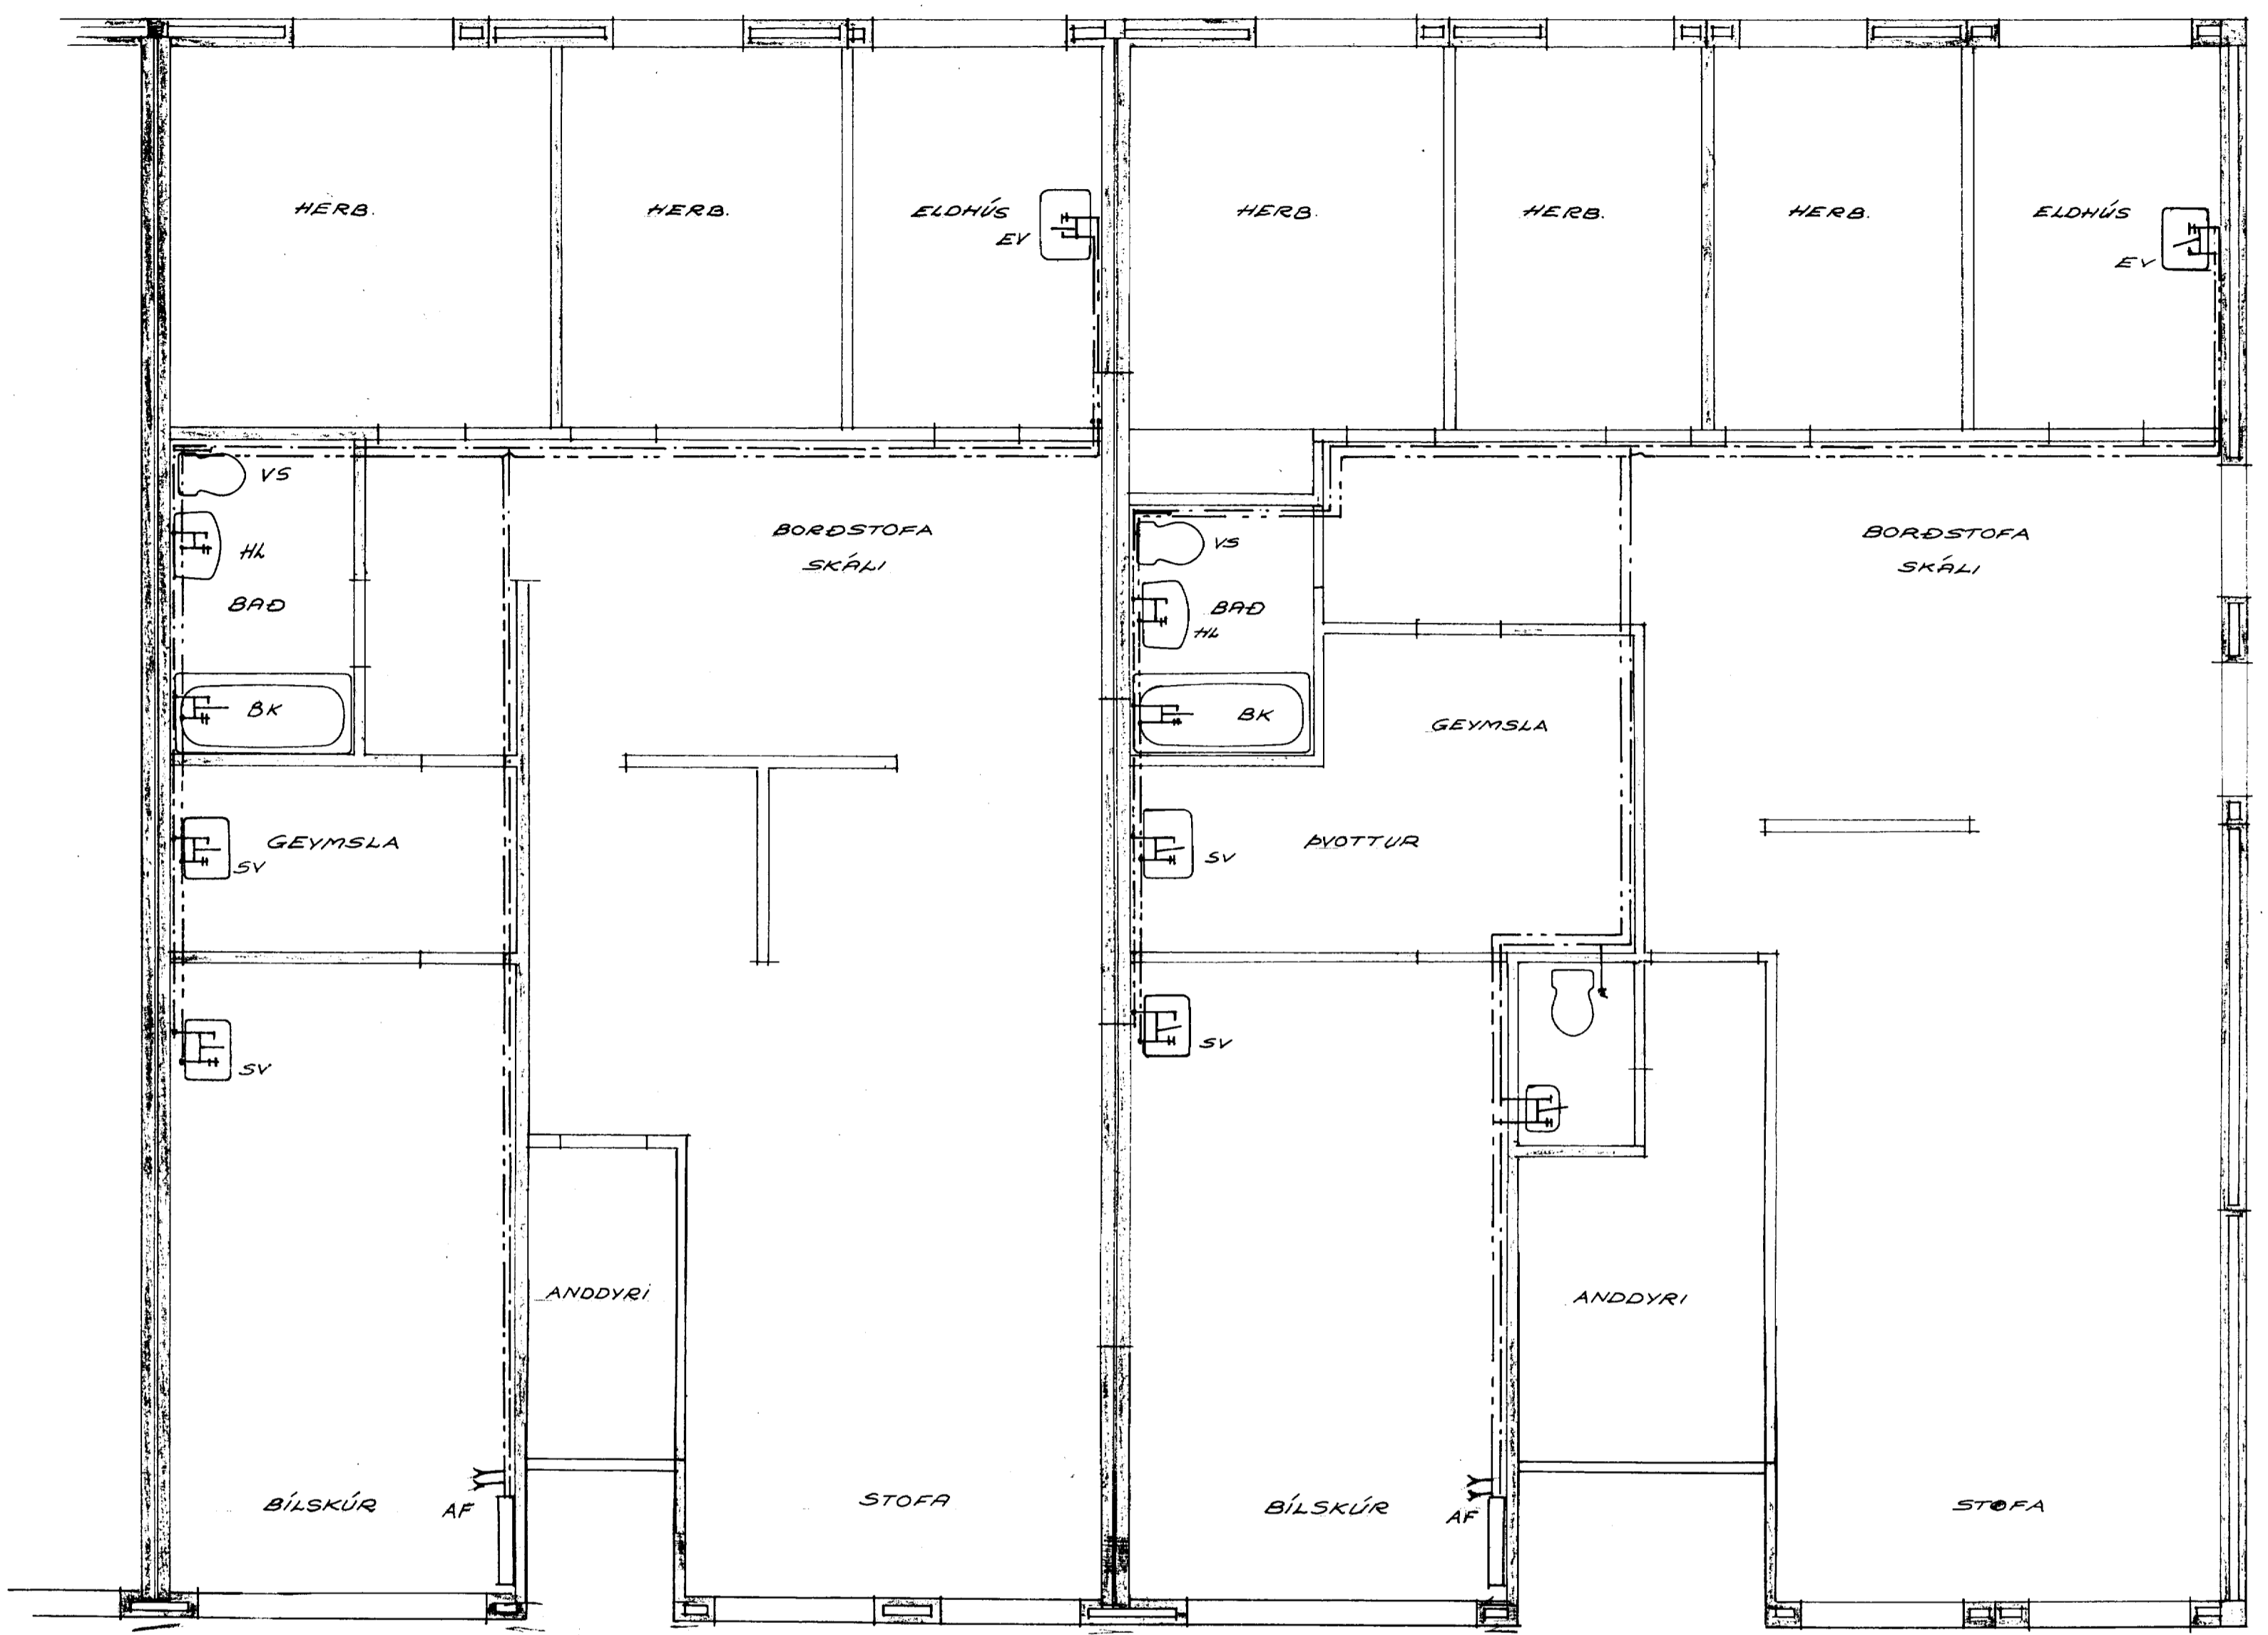 HERB.
HERB.
ELDHÚS
EV
HERB.
HERB.
HERB.
ELDHÚS
EV
VS
HL
BAÐ
BK
BORÐSTOFA
SKÁLI
VS
BAÐ
HL
BK
GEYMSLA
BORÐSTOFA
SKÁLI
GEYMSLA
SV
ÞVOTTUR
SV
SV
SV
ANDDYRI
ANDDYRI
BÍLSKÚR
AF
STOFA
BÍLSKÚR
AF
STOFA